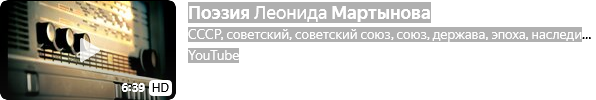 Поэзия Леонида Мартынова
СССР, советский, советский союз, союз, держава, эпоха, наследи...
YouTube
6:39 HD